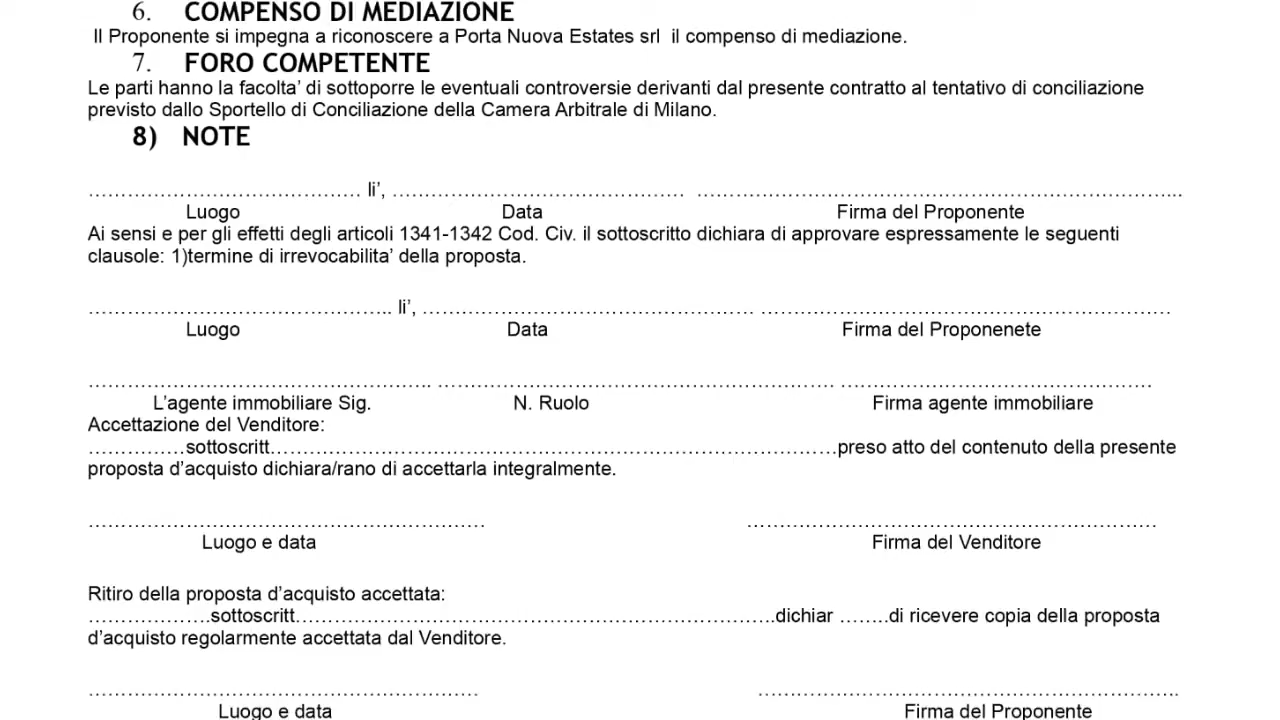 6. COMPENSO DI MEDIAZIONE
Il Proponente si impegna a riconoscere a Porta Nuova Estates srl il compenso di mediazione.
7. FORO COMPETENTE
Le parti hanno la facolta’ di sottoporre le eventuali controversie derivanti dal presente contratto al tentativo di conciliazione
previsto dallo Sportello di Conciliazione della Camera Arbitrale di Milano.
8) NOTE
…………………………………… li’, ……………………………………… ………………………………………………………………...
Luogo Data Firma del Proponente
Ai sensi e per gli effetti degli articoli 1341-1342 Cod. Civ. il sottoscritto dichiara di approvare espressamente le seguenti
clausole: 1)termine di irrevocabilita’ della proposta.
……………………………………….. li’, …………………………………………… ………………………………………………………
Luogo Data Firma del Proponenete
……………………………………………. …………………………………………………… …………………………………………
L’agente immobiliare Sig. N. Ruolo Firma agente immobiliare
Accettazione del Venditore:
……………sottoscritt……………………………………………………………………………preso atto del contenuto della presente
proposta d’acquisto dichiara/rano di accettarla integralmente.
…………………………………………………… ………………………………………………………
Luogo e data Firma del Venditore
Ritiro della proposta d’acquisto accettata:
……………….sottoscritt………………………………………………………………..dichiar ……..di ricevere copia della proposta
d’acquisto regolarmente accettata dal Venditore.
…………………………………………………… ………………………………………………………..
Luogo e data Firma del Proponente